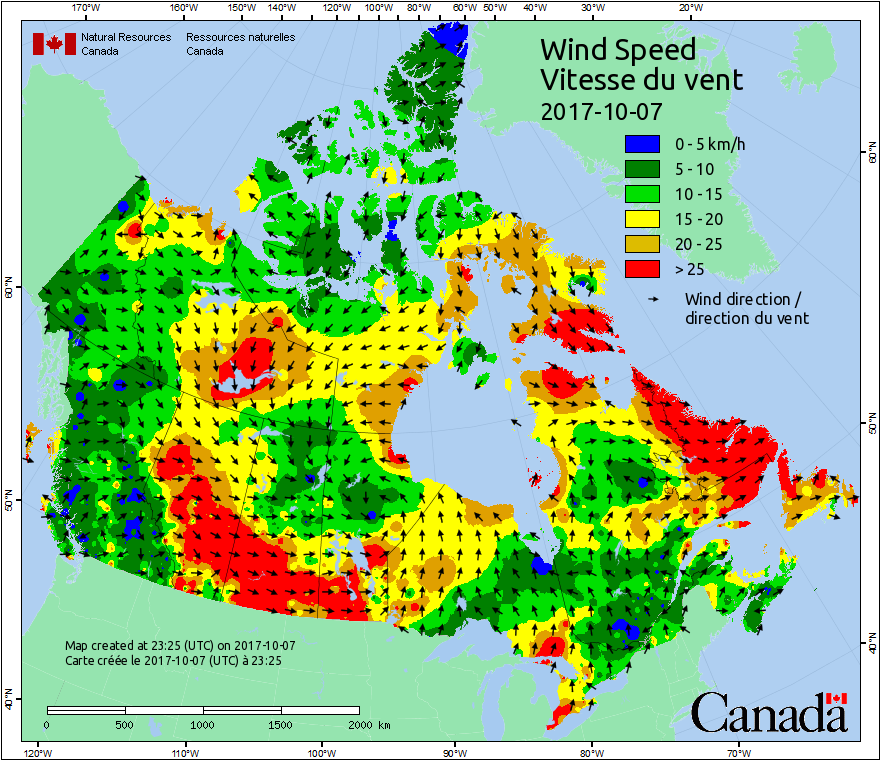 170°W 160°W 150°W 140°W 120°W 100°W 80°W 60°W 50°W 40°W 30°W 20°W
Natural Resources Ressources naturelles
Canada Canada
Wind Speed
Vitesse du vent
2017-10-07
0 - 5 km/h
5 - 10
10 - 15
15 - 20
20 - 25
> 25
Wind direction /
direction du vent
60°N
60°N
50°N
50°N
40°N
40°N
Map created at 23:25 (UTC) on 2017-10-07
Carte créée le 2017-10-07 (UTC) à 23:25
0 500 1000 1500 2000 km
Canada
120°W 110°W 100°W 90°W 80°W 70°W